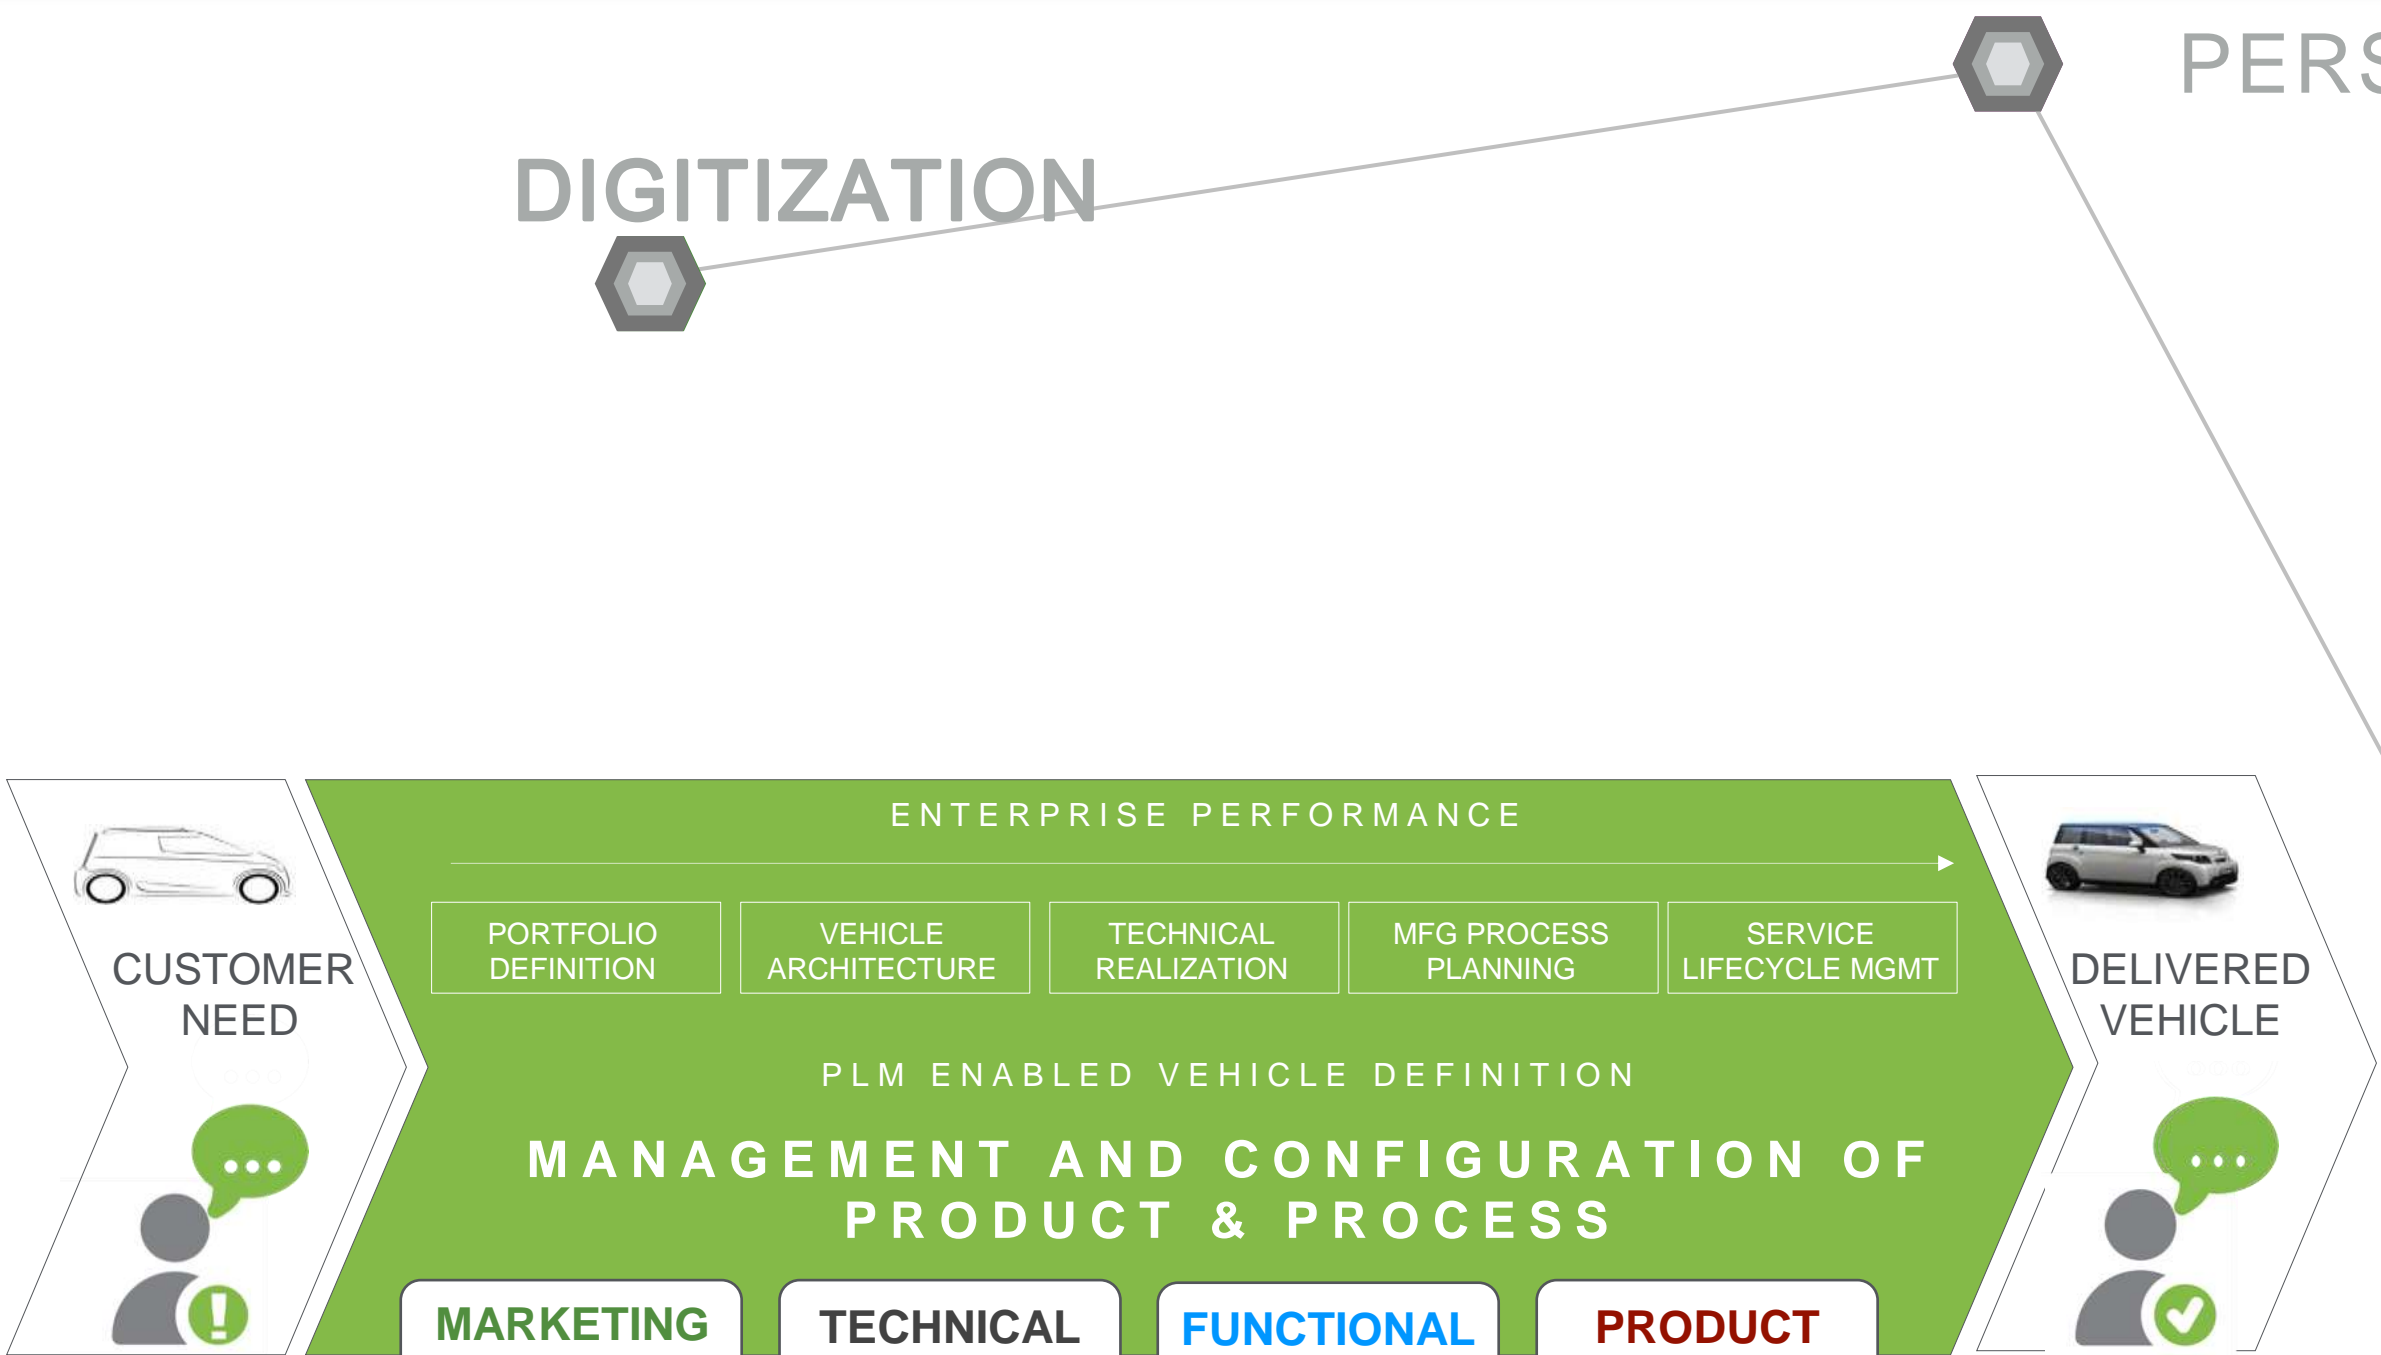 PERS
DIGITIZATION
ENTERPRISE PERFORMANCE
PORTFOLIO
DEFINITION
VEHICLE
ARCHITECTURE
TECHNICAL
REALIZATION
MFG PROCESS
PLANNING
SERVICE
LIFECYCLE MGMT
CUSTOMER
NEED
DELIVERED
VEHICLE
PLM ENABLED VEHICLE DEFINITION
MANAGEMENT AND CONFIGURATION OF
PRODUCT & PROCESS
MARKETING
TECHNICAL
FUNCTIONAL
PRODUCT